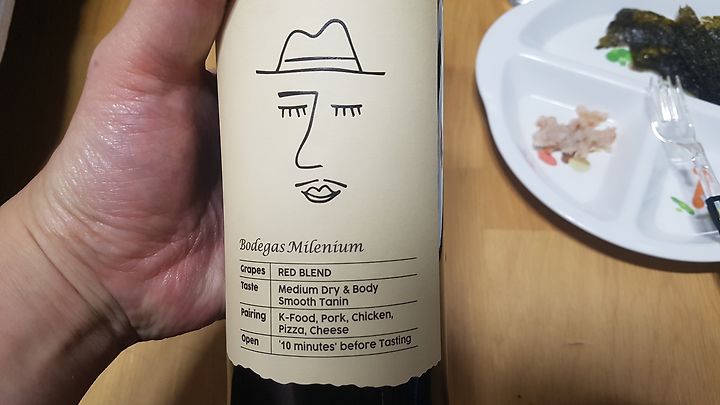 Bodegas Milenium
Grapes RED BLEND
Taste Medium Dry & Body
Smooth Tanin
Pairing K-Food, Pork, Chicken,
Pizza, Cheese
Open '10 minutes' before Tasting